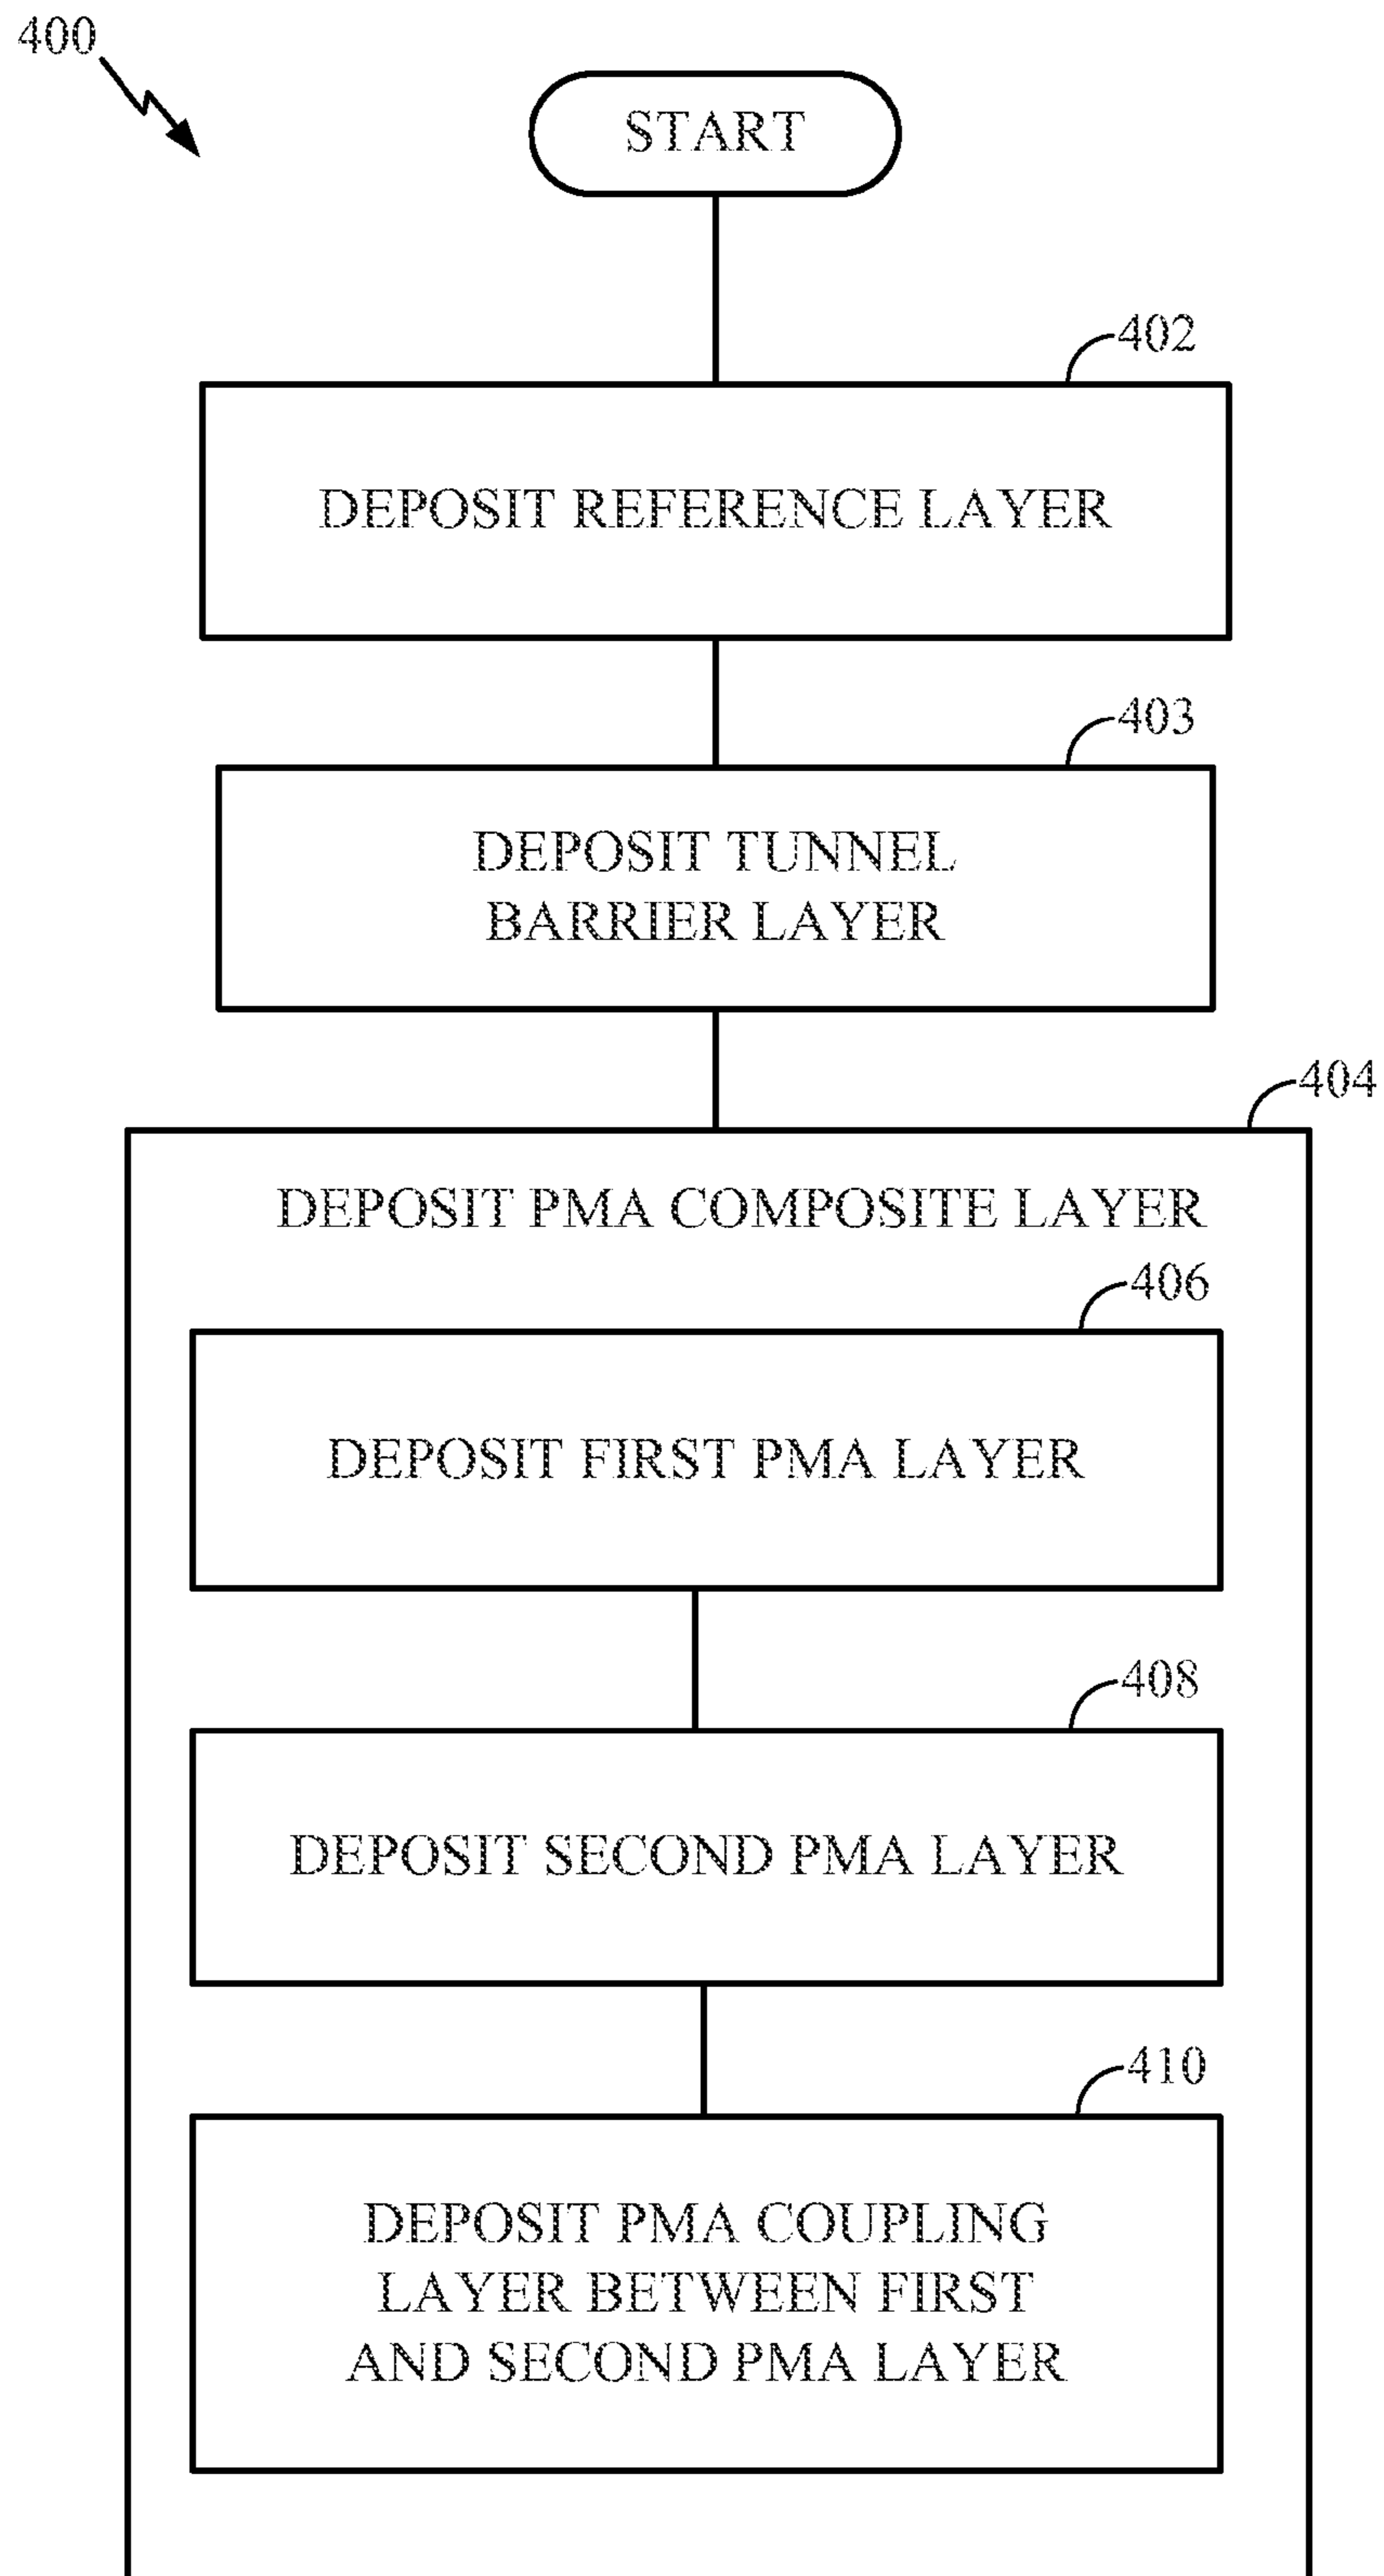 400
START
402
DEPOSIT REFERENCE LAYER
403
DEPOSIT TUNNEL
BARRIER LAYER
404
DEPOSIT PMA COMPOSITE LAYER
406
DEPOSIT FIRST PMA LAYER
408
DEPOSIT SECOND PMA LAYER
410
DEPOSIT PMA COUPLING
LAYER BETWEEN FIRST
AND SECOND PMA LAYER